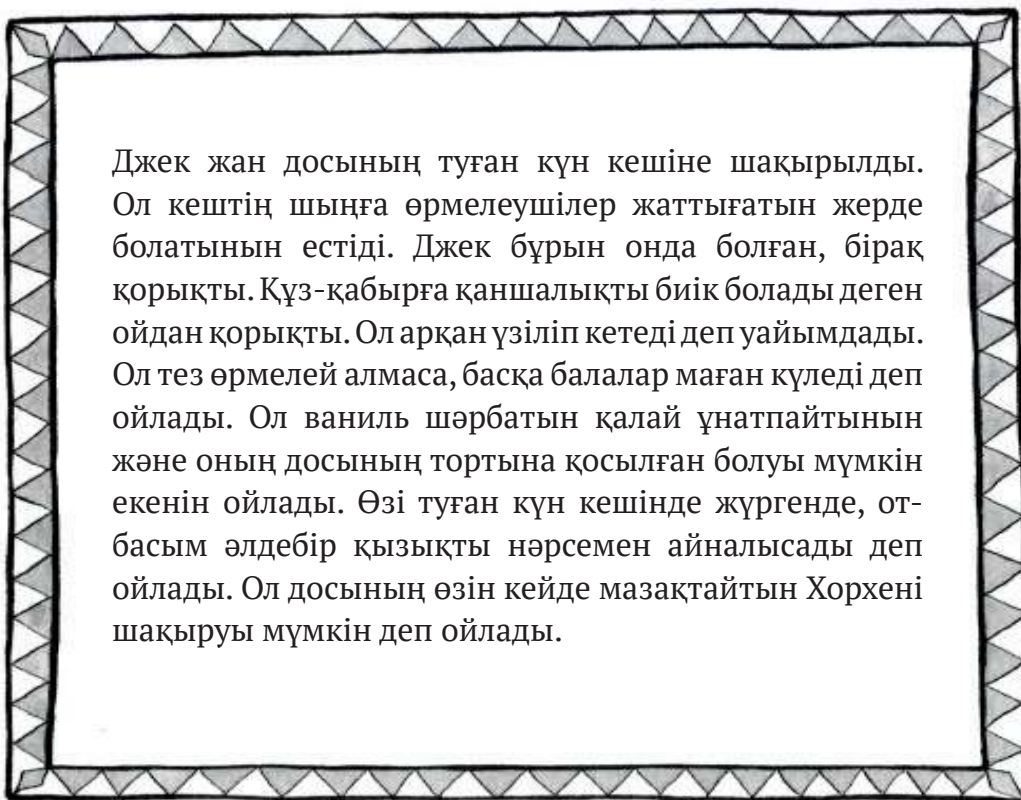 Джек жан досының туған күн кешіне шақырылды.
Ол кештің шыңға өрмелеушілер жаттығатын жерде
болатынын естіді. Джек бұрын онда болған, бірақ
қорықты. Құз-қабырға қаншалықты биік болады деген
ойдан қорықты. Ол арқан үзіліп кетеді деп уайымдады.
Ол тез өрмелей алмаса, басқа балалар маған күледі деп
ойлады. Ол ваниль шәрбатын қалай ұнатпайтынын
және оның досының тортына қосылған болуы мүмкін
екенін ойлады. Өзі туған күн кешінде жүргенде, от-
басым әлдебір қызықты нәрсемен айналысады деп
ойлады. Ол досының өзін кейде мазақтайтын Хорхені
шақыруы мүмкін деп ойлады.